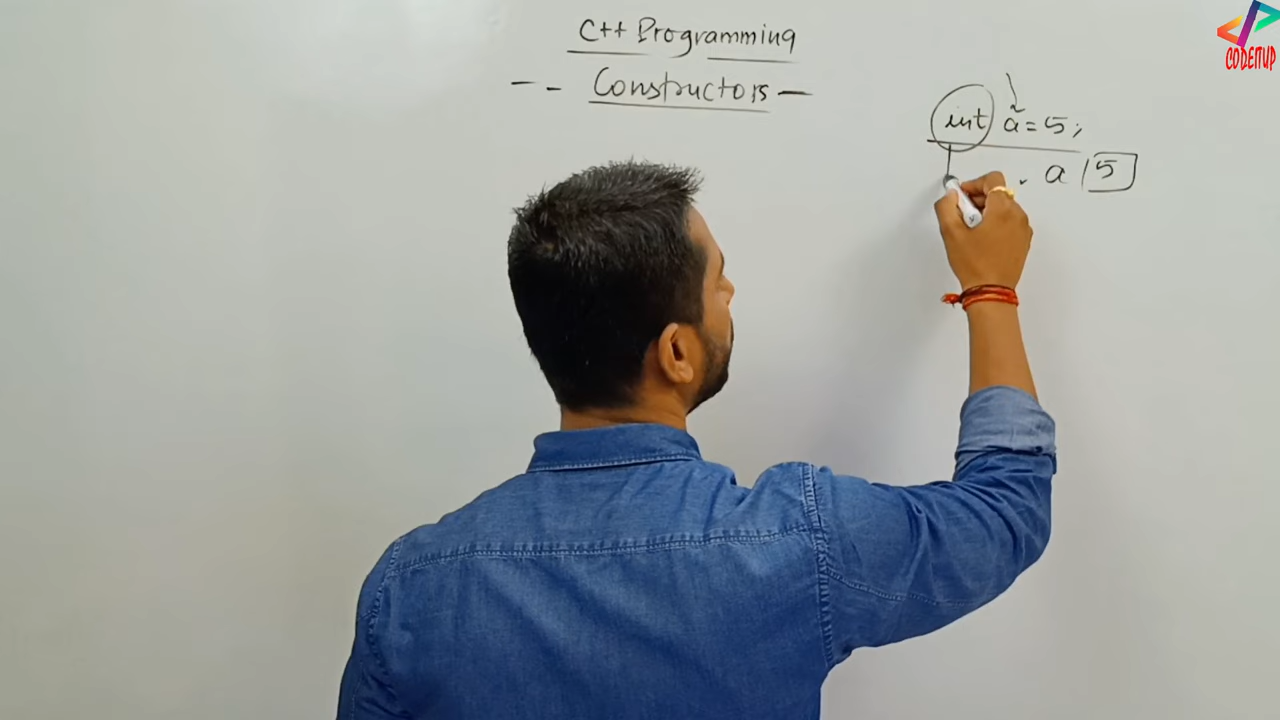 C++ Programming
-- Constructors -
int a = 5;
a 5
CODEITUP